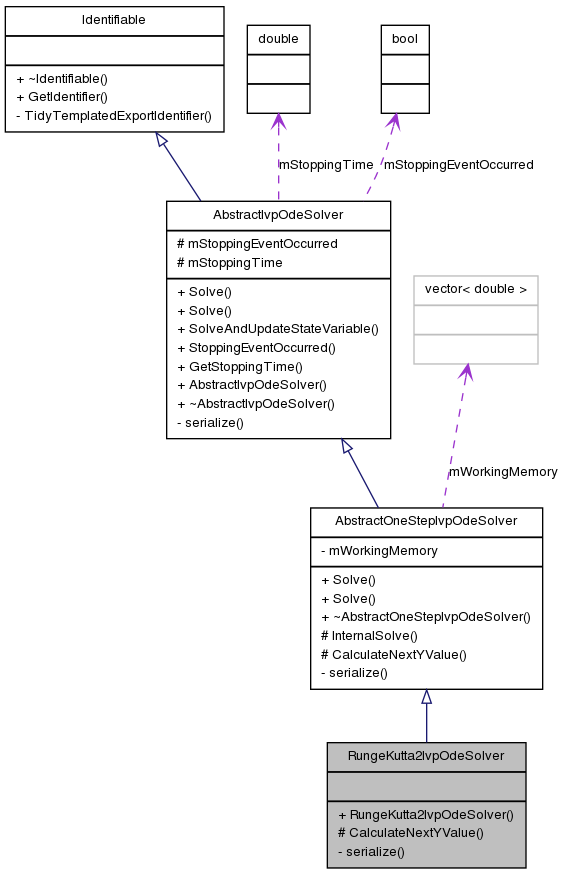 Identifiable
+ ~Identifiable()
+ GetIdentifier()
- TidyTemplatedExportIdentifier()
double
bool
mStoppingTime
mStoppingEventOccurred
AbstractIvpOdeSolver
# mStoppingEventOccurred
# mStoppingTime
+ Solve()
+ Solve()
+ SolveAndUpdateStateVariable()
+ StoppingEventOccurred()
+ GetStoppingTime()
+ AbstractIvpOdeSolver()
+ ~AbstractIvpOdeSolver()
- serialize()
vector< double >
mWorkingMemory
AbstractOneStepIvpOdeSolver
- mWorkingMemory
+ Solve()
+ Solve()
+ ~AbstractOneStepIvpOdeSolver()
# InternalSolve()
# CalculateNextYValue()
- serialize()
RungeKutta2IvpOdeSolver
+ RungeKutta2IvpOdeSolver()
# CalculateNextYValue()
- serialize()